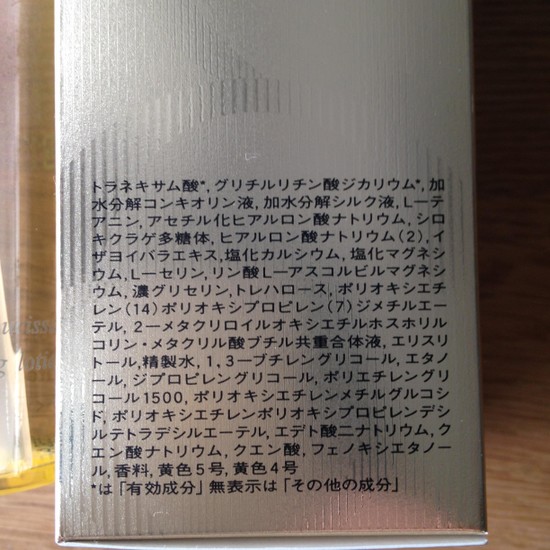 トラネキサム酸*, グリチルリチン酸ジカリウム*, 加
水分解コンキオリン液, 加水分解シルク液, L-テ
アニン, アセチル化ヒアルロン酸ナトリウム, シロ
キクラゲ多糖体, ヒアルロン酸ナトリウム(2), イ
ザヨイバラエキス, 塩化カルシウム, 塩化マグネシ
ウム, L-セリン, リン酸L-アスコルビルマグネシ
ウム, 濃グリセリン, トレハロース, ポリオキシエチ
レン(14)ポリオキシプロピレン(7)ジメチルエー
テル, 2-メタクリロイルオキシエチルホスホリル
コリン・メタクリル酸ブチル共重合体液, エリスリ
トール, 精製水, 1,3-ブチレングリコール, エタノ
ール, ジプロピレングリコール, ポリエチレングリ
コール1500, ポリオキシエチレンメチルグルコシ
ド, ポリオキシエチレンポリオキシプロピレンデシ
ルテトラデシルエーテル, エデト酸二ナトリウム, ク
エン酸ナトリウム, クエン酸, フェノキシエタノー
ル, 香料, 黄色5号, 黄色4号
*は「有効成分」無表示は「その他の成分」